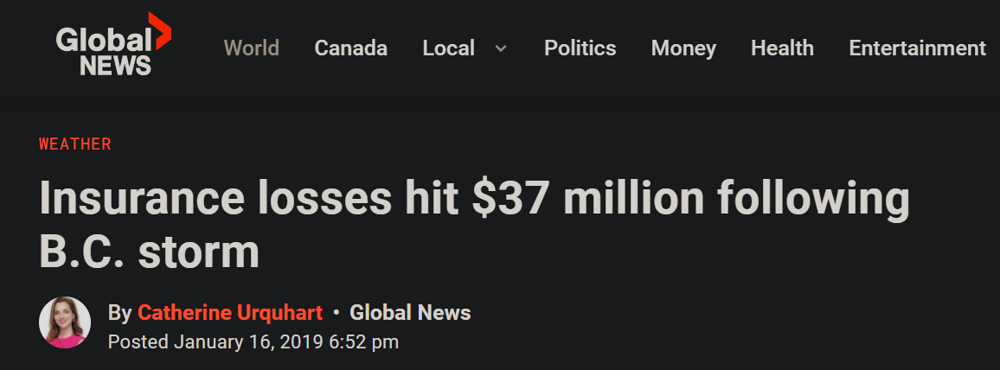 Global
NEWS
World Canada Local Politics Money Health Entertainment
WEATHER
Insurance losses hit $37 million following
B.C. storm
By Catherine Urquhart • Global News
Posted January 16, 2019 6:52 pm